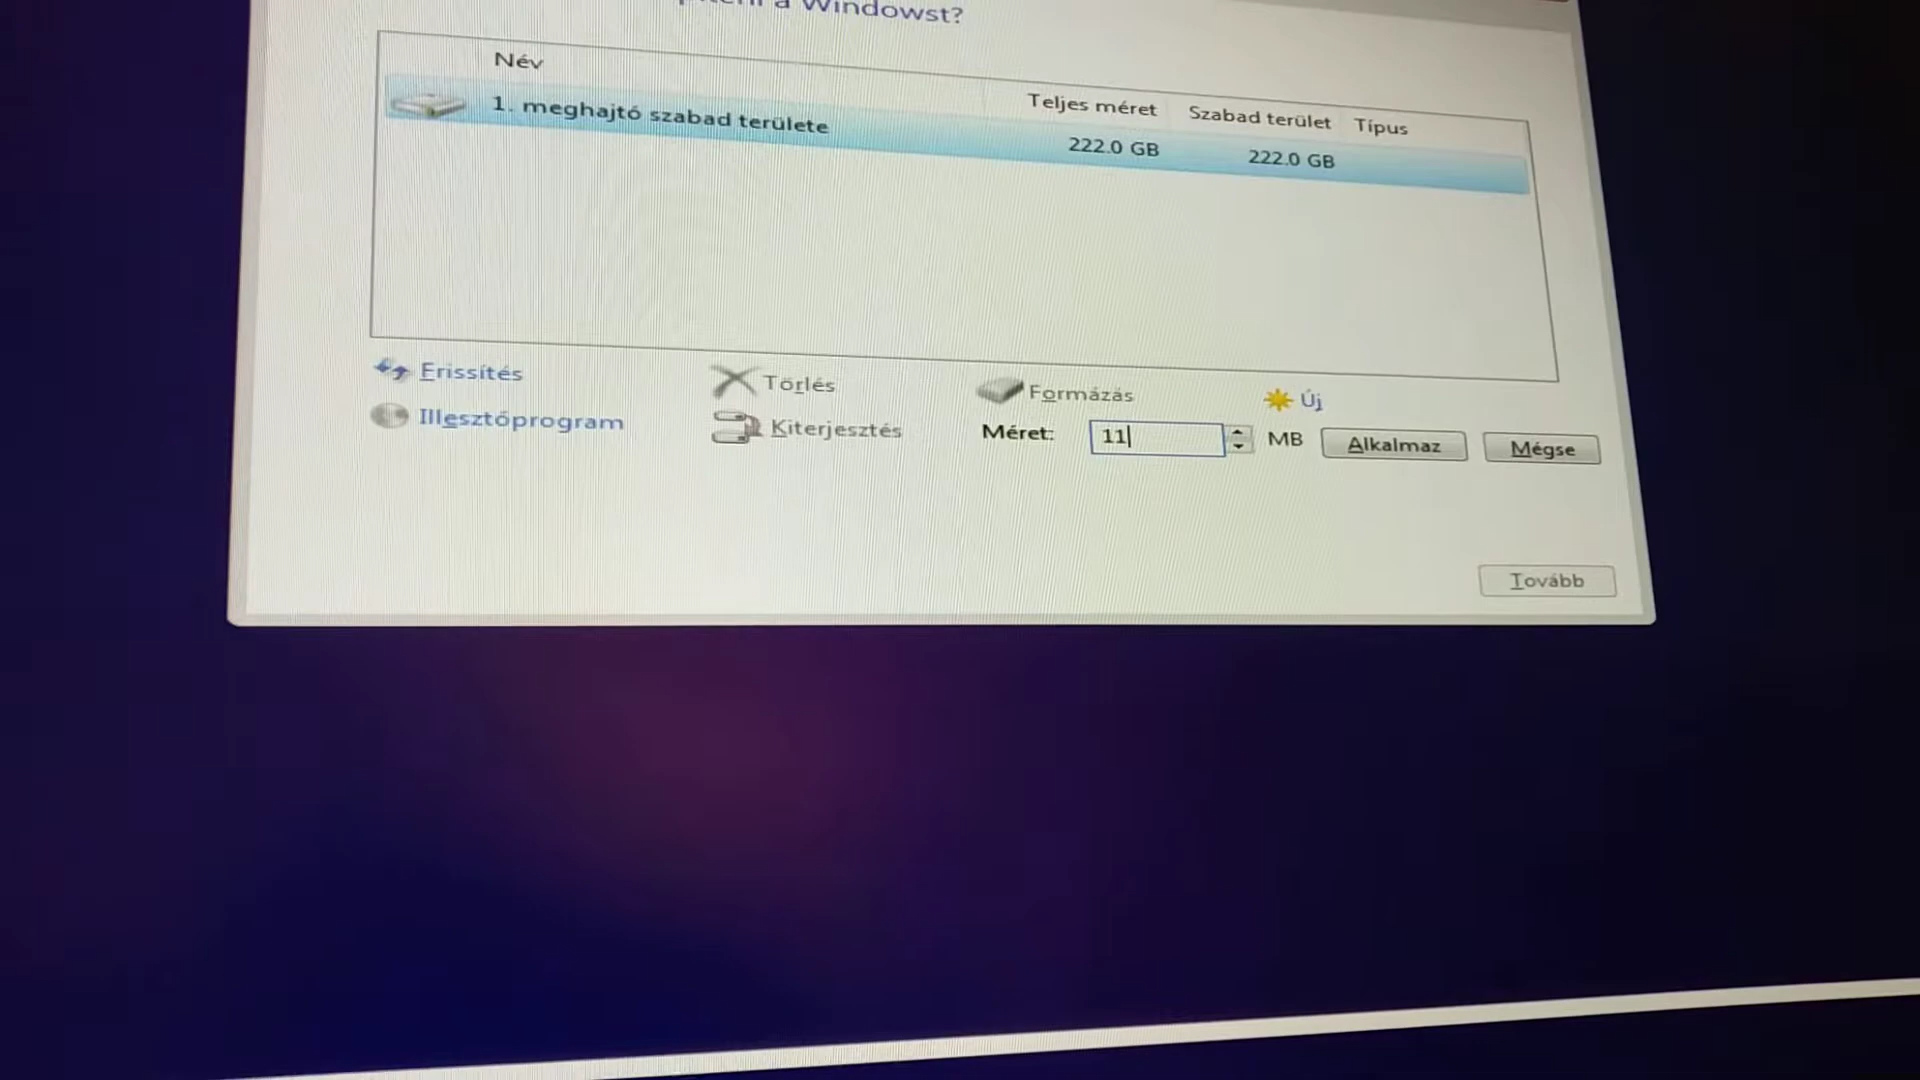 a Windowst?
Név Teljes méret Szabad terület Típus
1. meghajtó szabad területe 222.0 GB 222.0 GB
Frissítés Törlés Formázás Új
Illesztőprogram Kiterjesztés Méret: 11 MB Alkalmaz Mégse
Tovább